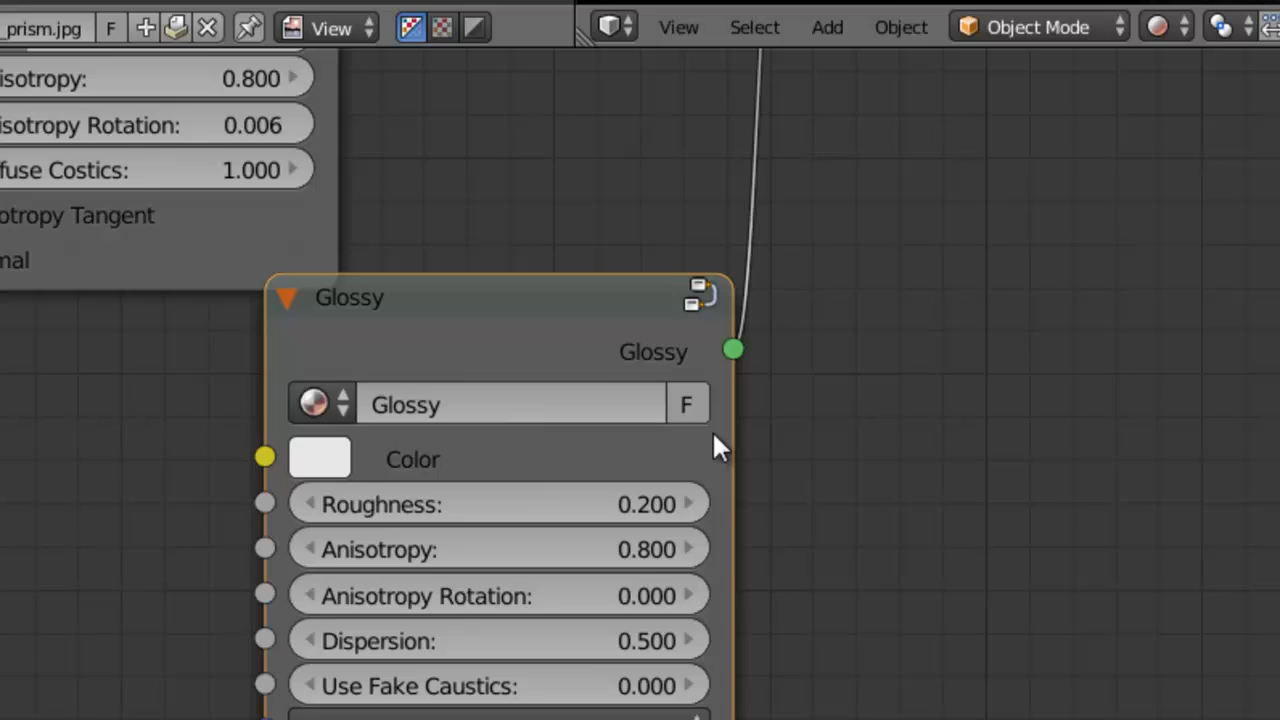 _prism.jpg F View View Select Add Object Object Mode
isotropy: 0.800
isotropy Rotation: 0.006
fuse Costics: 1.000
otropy Tangent
mal
Glossy
Glossy
Glossy F
Color
Roughness: 0.200
Anisotropy: 0.800
Anisotropy Rotation: 0.000
Dispersion: 0.500
Use Fake Caustics: 0.000